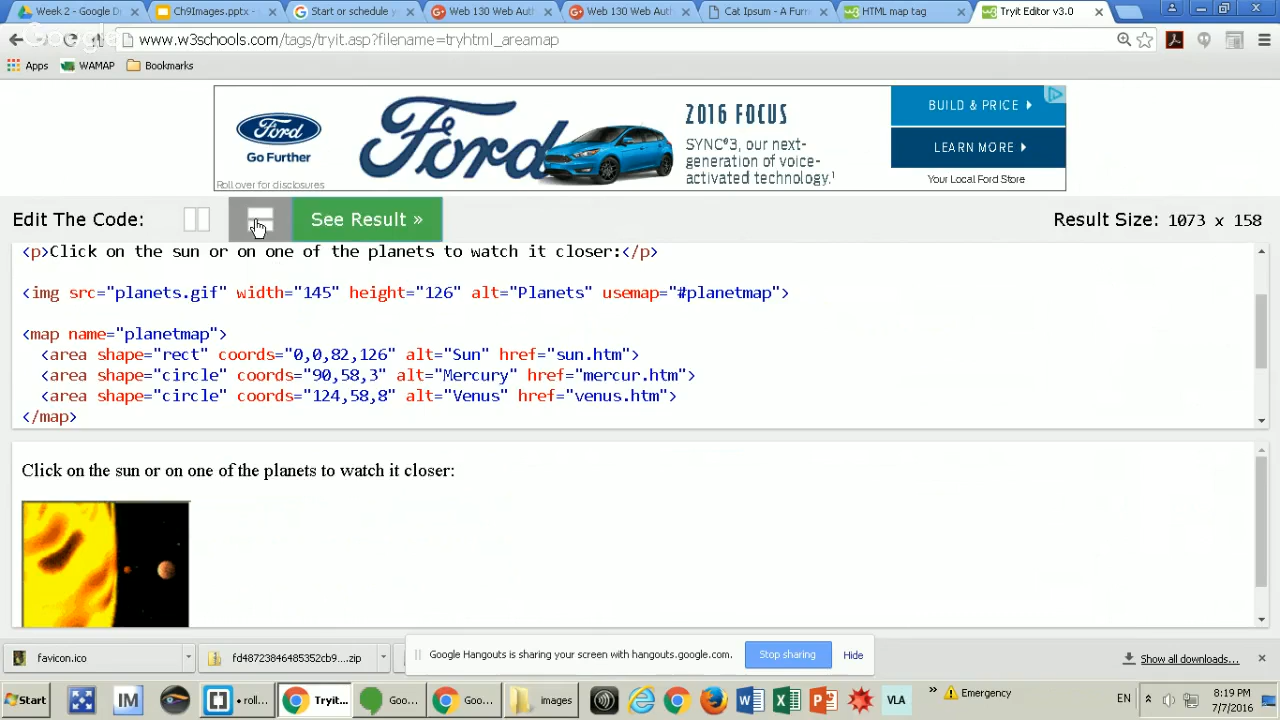 Week 2 - Google D
Ch9Images.pptx -
Start or schedule y
Web 130 Web Auth
Web 130 Web Auth
Cat Ipsum - A Furr
HTML map tag
Tryit Editor v3.0
www.w3schools.com/tags/tryit.asp?filename=tryhtml_areamap
Apps WAMAP Bookmarks
Ford
Go Further
Roll over for disclosures
Ford
2016 FOCUS
SYNC®3, our next-
generation of voice-
activated technology.¹
BUILD & PRICE
LEARN MORE
Your Local Ford Store
Edit The Code:
See Result »
Result Size: 1073 x 158
<p>Click on the sun or on one of the planets to watch it closer:</p>
<img src="planets.gif" width="145" height="126" alt="Planets" usemap="#planetmap">
<map name="planetmap">
<area shape="rect" coords="0,0,82,126" alt="Sun" href="sun.htm">
<area shape="circle" coords="90,58,3" alt="Mercury" href="mercur.htm">
<area shape="circle" coords="124,58,8" alt="Venus" href="venus.htm">
</map>
Click on the sun or on one of the planets to watch it closer:
favicon.ico
fd48723846485352cb9....zip
Google Hangouts is sharing your screen with hangouts.google.com.
Stop sharing
Hide
Show all downloads...
Start
IM
• roll...
Tryit...
Goo...
Goo...
images
VLA
Emergency
EN
8:19 PM
7/7/2016